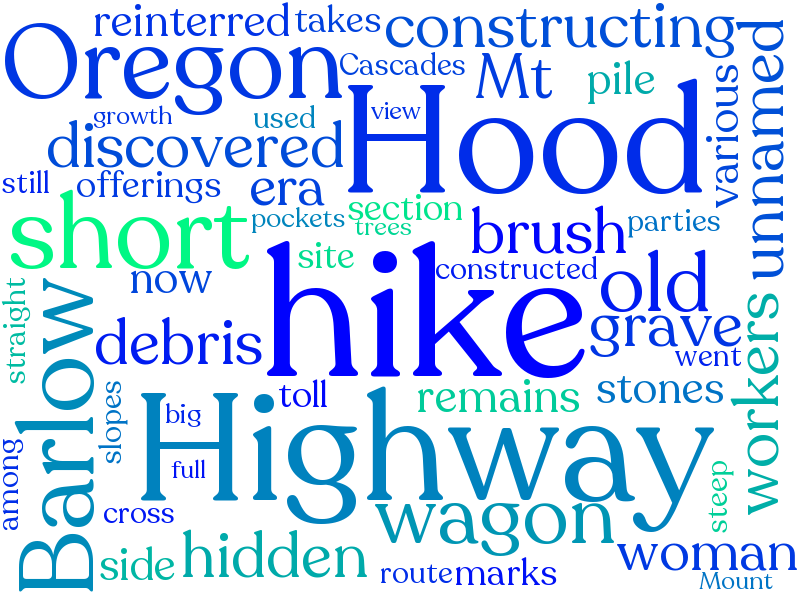 reinterred takes constructing
Oregon Cascades Mt pile
growth used view Hood
discovered
various
unnamed
still offerings era
short pockets section brush parties
trees
site constructed
now hike old
straight
Barlow
debris grave
went
workers
slopes big toll remains stones
Highway
among full
steep
cross wagon
side hidden route marks woman
Mount